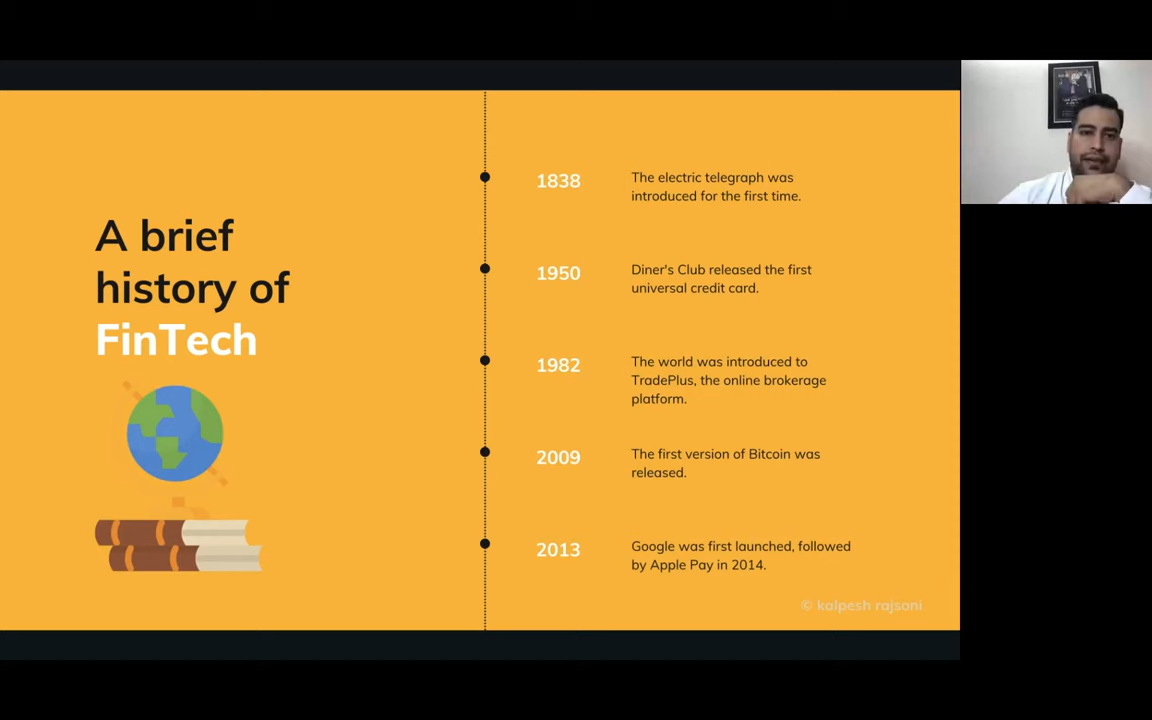 A brief
history of
FinTech
1838
The electric telegraph was
introduced for the first time.
1950
Diner's Club released the first
universal credit card.
1982
The world was introduced to
TradePlus, the online brokerage
platform.
2009
The first version of Bitcoin was
released.
2013
Google was first launched, followed
by Apple Pay in 2014.
© kalpesh rajsoni